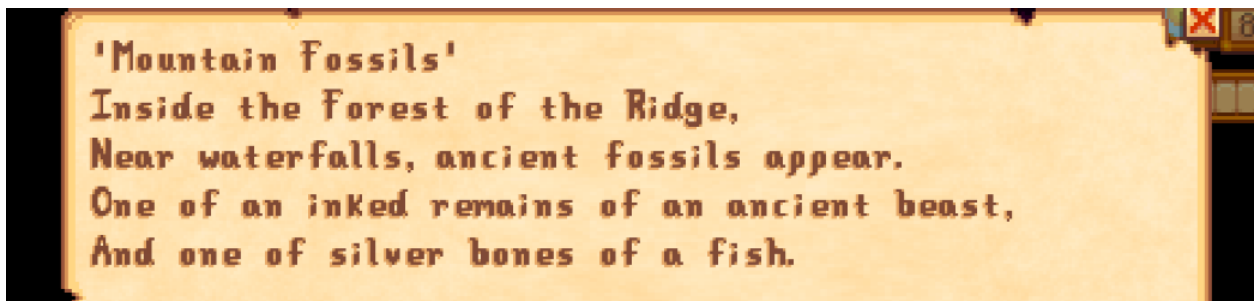 'Mountain Fossils'
Inside the Forest of the Ridge,
Near waterfalls, ancient fossils appear.
One of an inked remains of an ancient beast,
And one of silver bones of a fish.
8